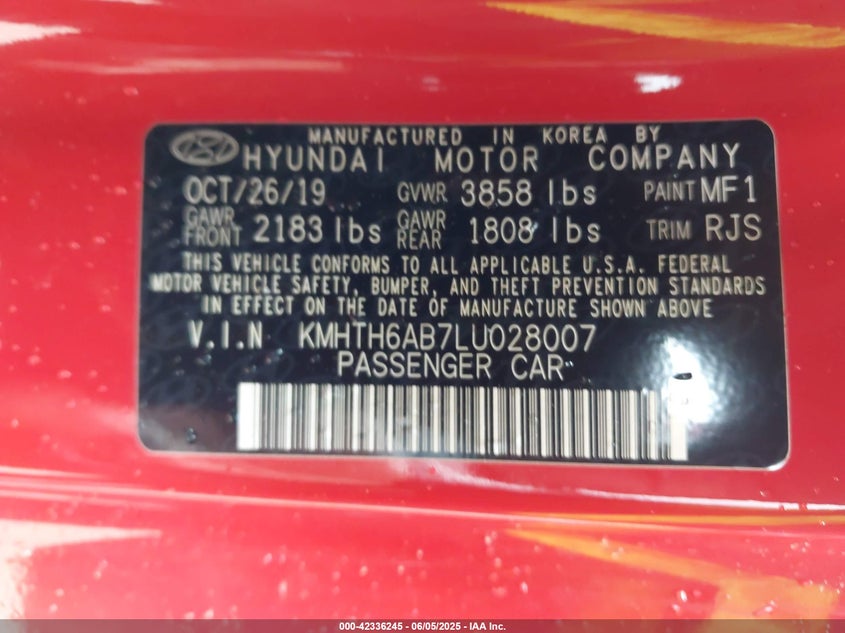 MANUFACTURED IN KOREA BY
HYUNDAI MOTOR COMPANY
OCT/26/19 GVWR 3858 lbs PAINT MF1
GAWR FRONT 2183 lbs GAWR REAR 1808 lbs TRIM RJS
THIS VEHICLE CONFORMS TO ALL APPLICABLE U.S.A. FEDERAL
MOTOR VEHICLE SAFETY, BUMPER, AND THEFT PREVENTION STANDARDS
IN EFFECT ON THE DATE OF MANUFACTURE SHOWN ABOVE
V.I.N KMHTH6AB7LU028007
PASSENGER CAR
000-42336245 - 06/05/2025 - IAA Inc.